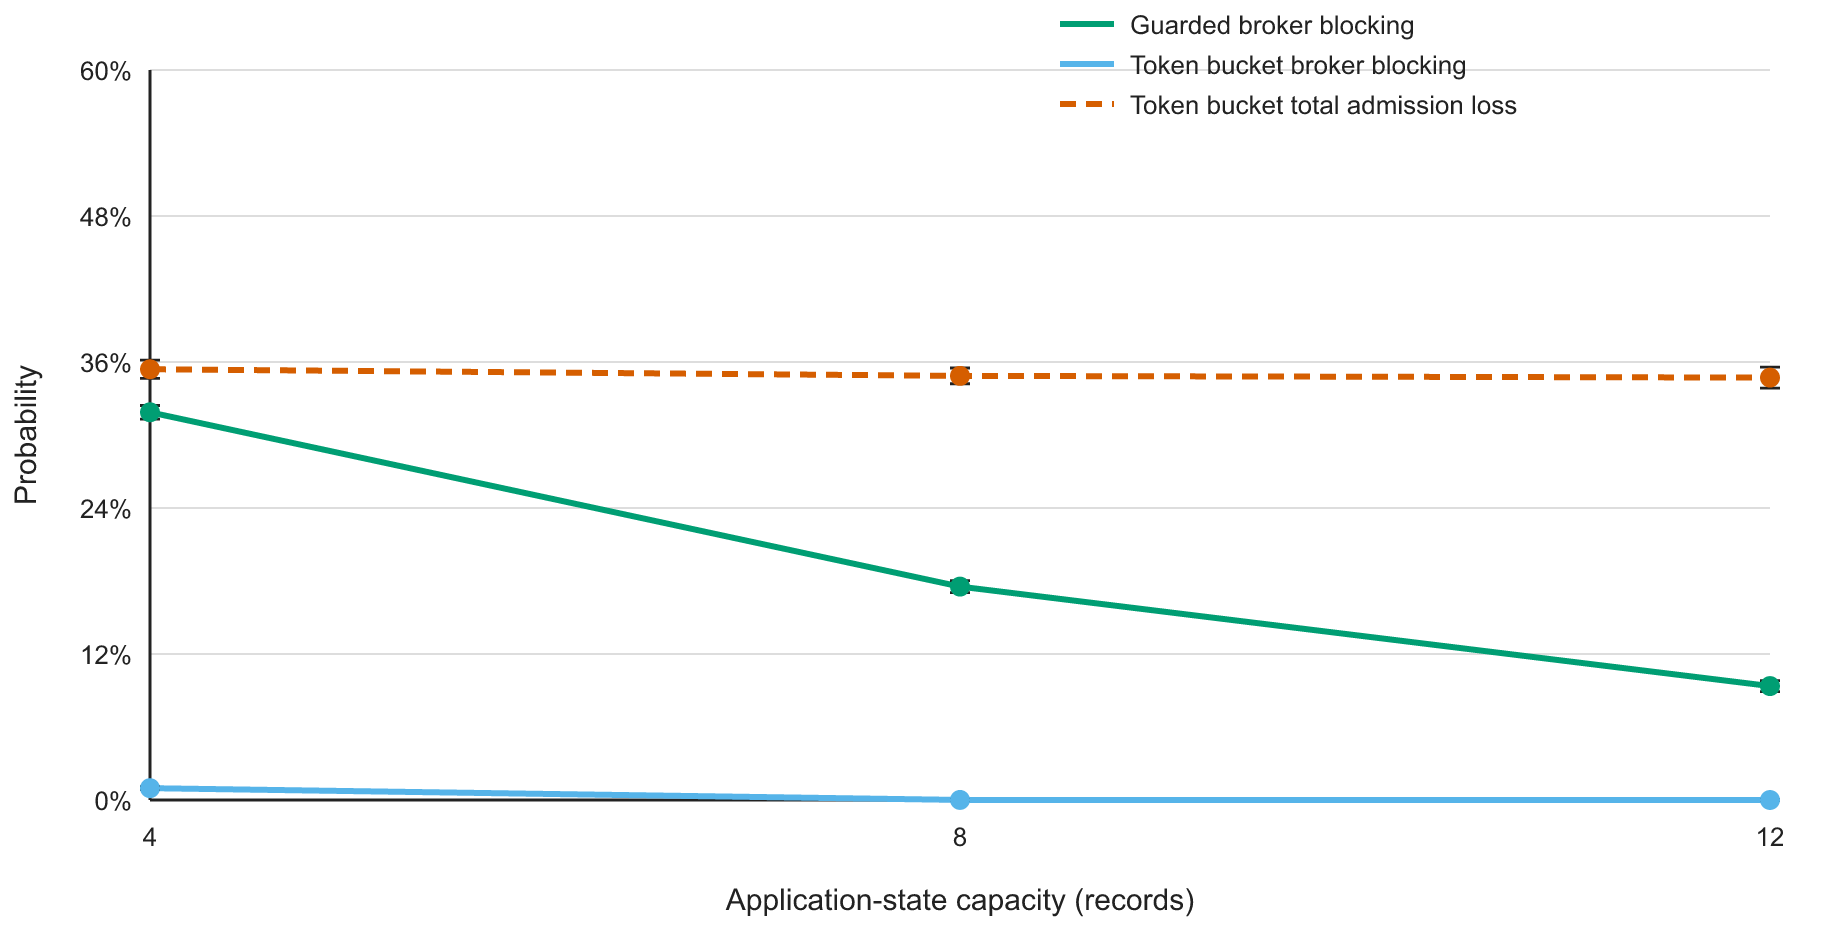 Guarded broker blocking
Token bucket broker blocking
Token bucket total admission loss
60%
48%
36%
24%
12%
0%
Probability
4
8
12
Application-state capacity (records)